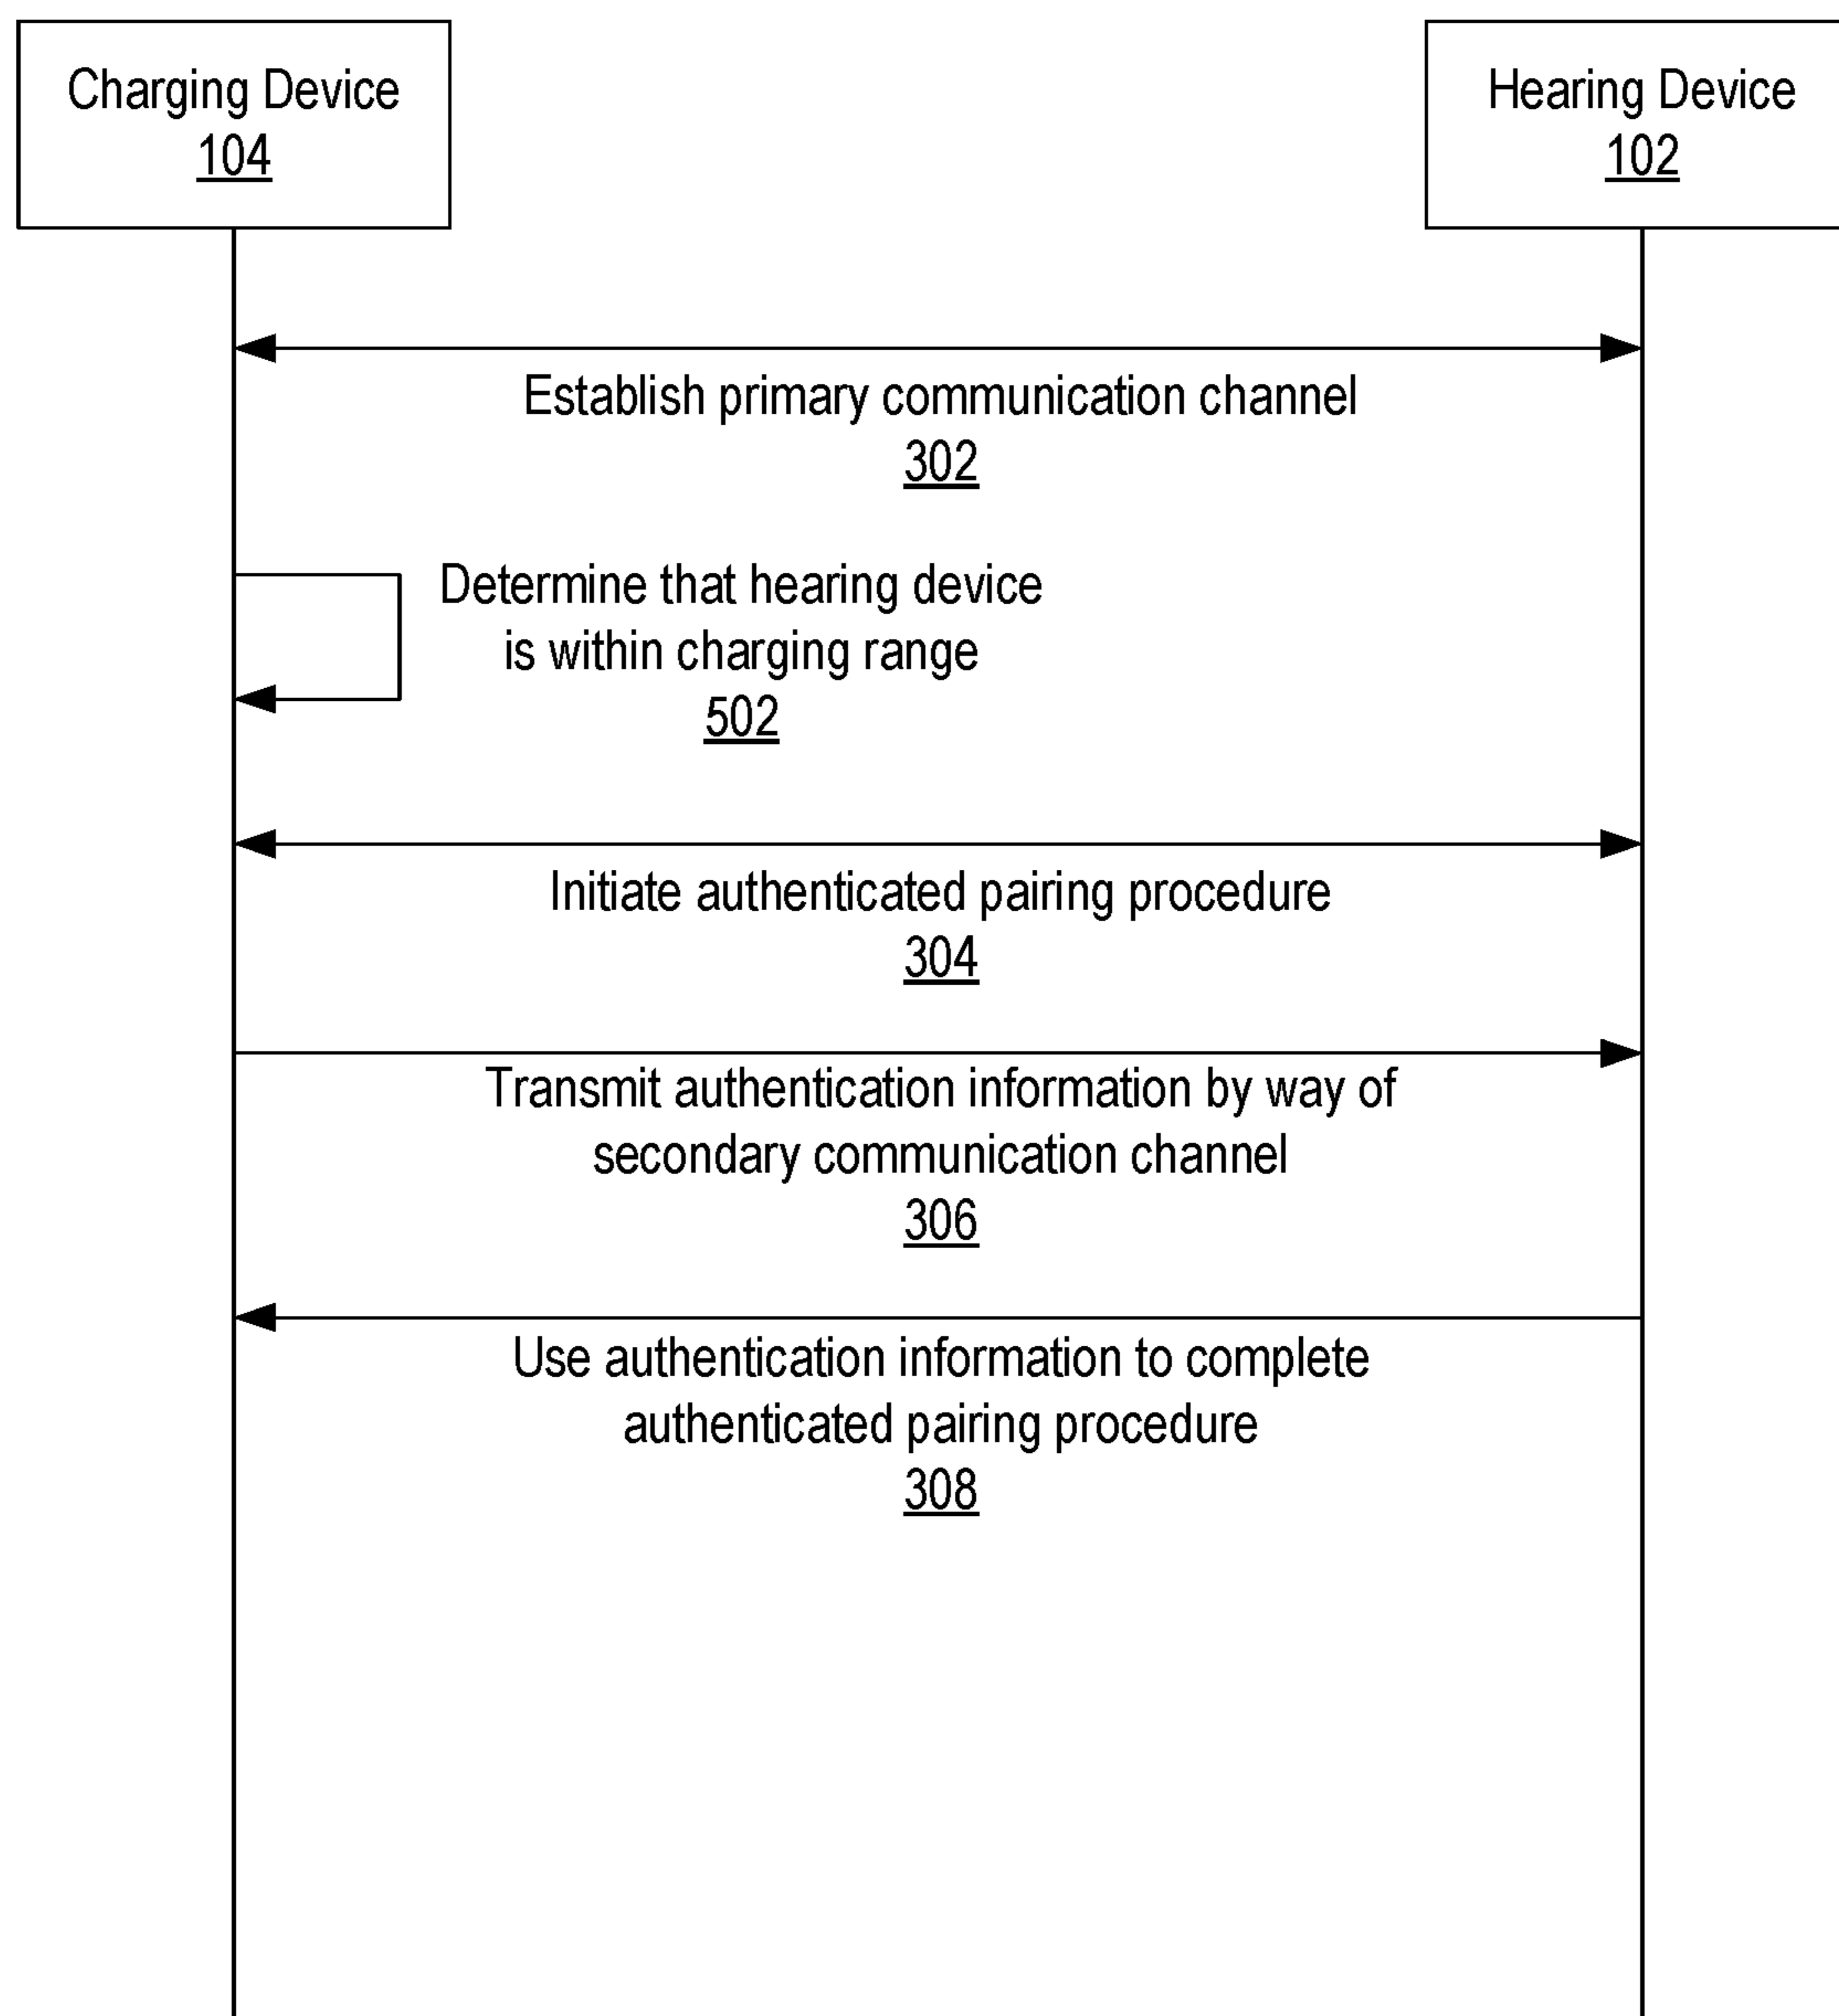 Charging Device
104
Hearing Device
102
Establish primary communication channel
302
Determine that hearing device
is within charging range
502
Initiate authenticated pairing procedure
304
Transmit authentication information by way of
secondary communication channel
306
Use authentication information to complete
authenticated pairing procedure
308